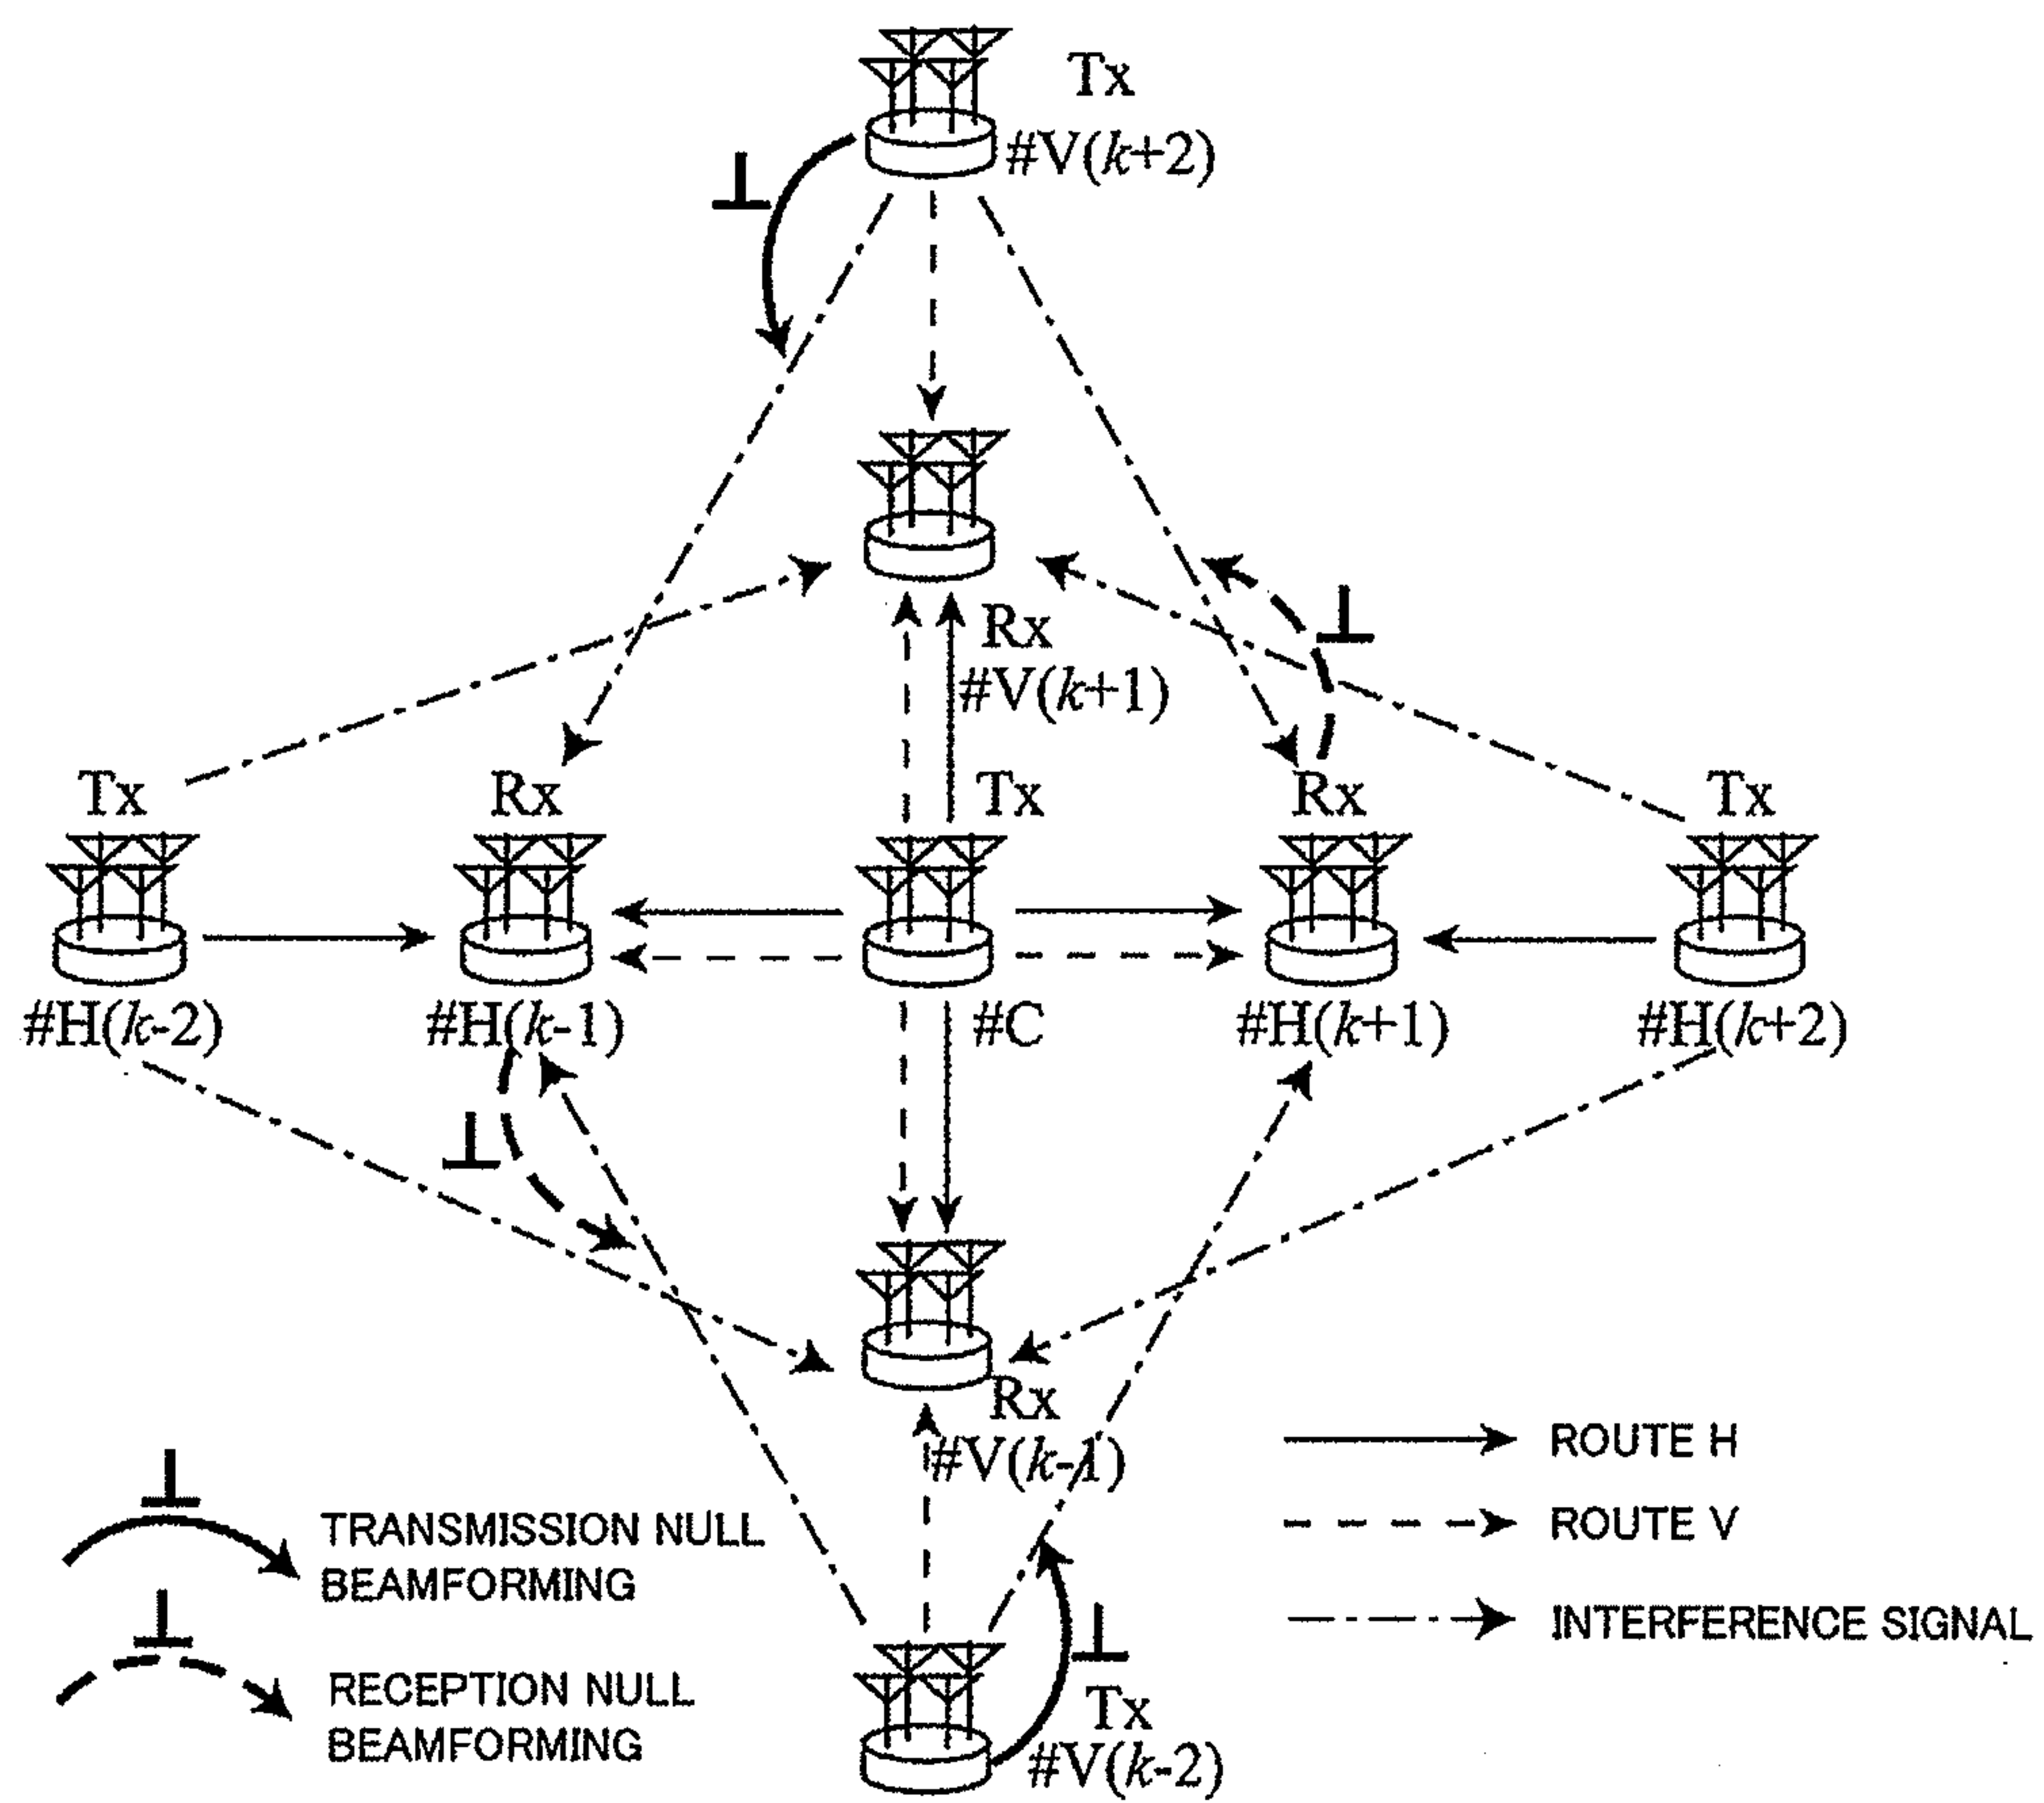 Tx
#V(k+2)
Rx
#V(k+1)
Tx
Rx
Tx
Rx
Tx
#H(k-2)
#H(k-1)
#C
#H(k+1)
#H(k+2)
Rx
#V(k-1)
ROUTE H
ROUTE V
INTERFERENCE SIGNAL
TRANSMISSION NULL
BEAMFORMING
RECEPTION NULL
BEAMFORMING
Tx
#V(k-2)